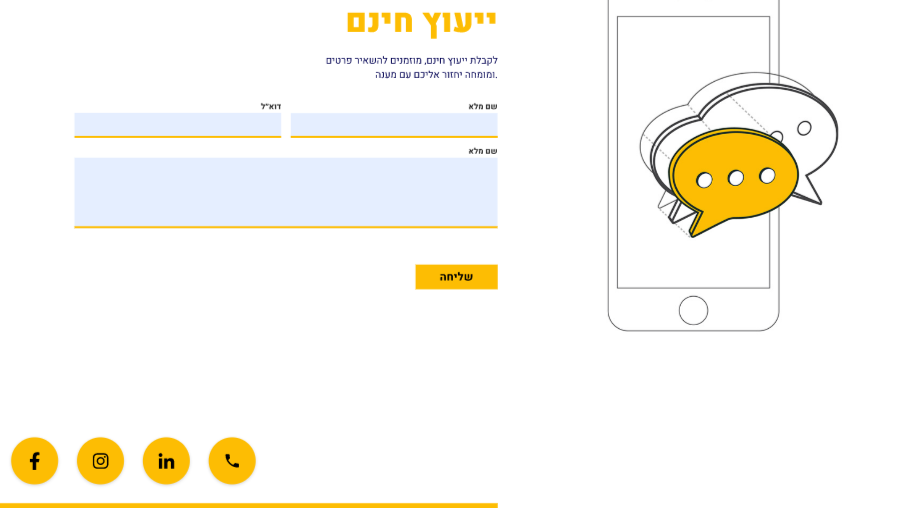 ייעוץ חינם
לקבלת ייעוץ חינם, מוזמנים להשאיר פרטים
ומומחה יחזור אליכם עם מענה.
שם מלא
דוא״ל
שם מלא
שליחה